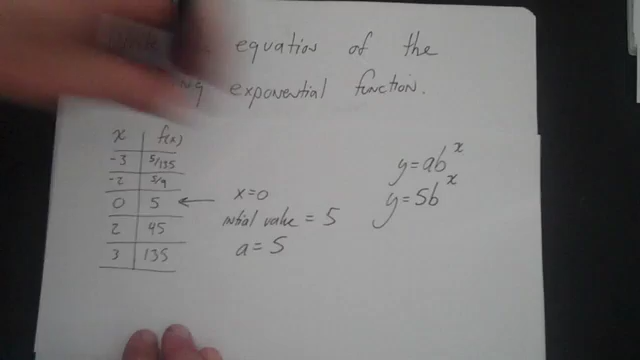 equation of the
exponential function.
x f(x)
-3 5/135
-2 5/9
0 5
2 45
3 135
x=0
initial value = 5
a = 5
y=ab^x
y=5b^x